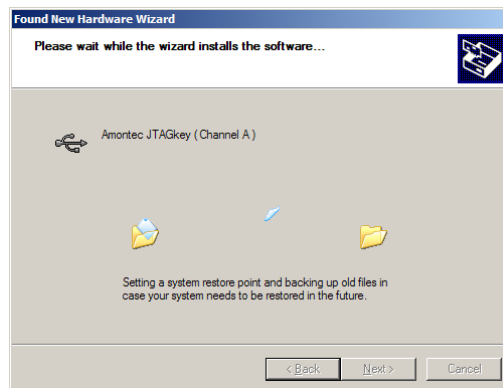 Found New Hardware Wizard
Please wait while the wizard installs the software...
Amontec JTAGkey ( Channel A )
Setting a system restore point and backing up old files in
case your system needs to be restored in the future.
< Back
Next >
Cancel